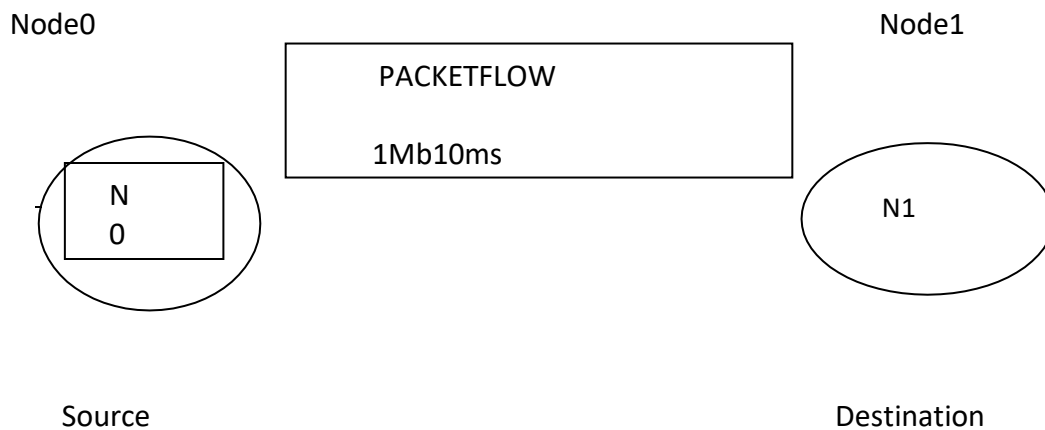 Node0
Node1
PACKETFLOW
1Mb10ms
N
0
N1
Source
Destination